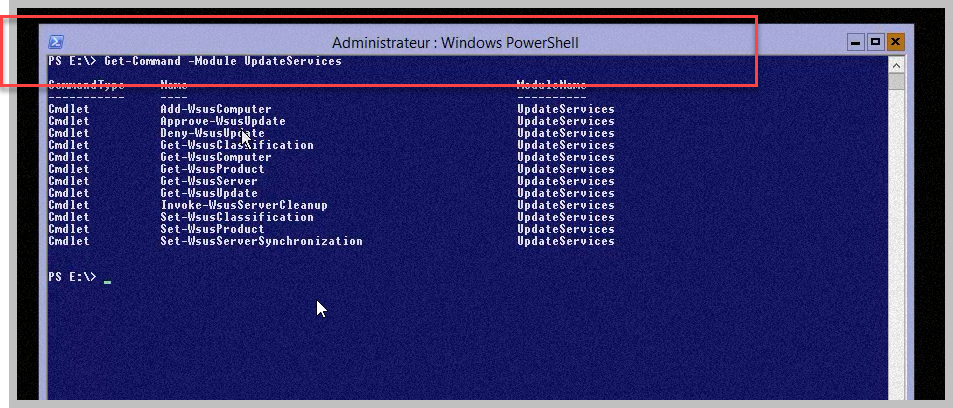 Administrateur : Windows PowerShell
PS E:\> Get-Command -Module UpdateServices
CommandType Name ModuleName
----------- ---- ----------
Cmdlet Add-WsusComputer UpdateServices
Cmdlet Approve-WsusUpdate UpdateServices
Cmdlet Deny-WsusUpdate UpdateServices
Cmdlet Get-WsusClassification UpdateServices
Cmdlet Get-WsusComputer UpdateServices
Cmdlet Get-WsusProduct UpdateServices
Cmdlet Get-WsusServer UpdateServices
Cmdlet Get-WsusUpdate UpdateServices
Cmdlet Invoke-WsusServerCleanup UpdateServices
Cmdlet Set-WsusClassification UpdateServices
Cmdlet Set-WsusProduct UpdateServices
Cmdlet Set-WsusServerSynchronization UpdateServices
PS E:\> _